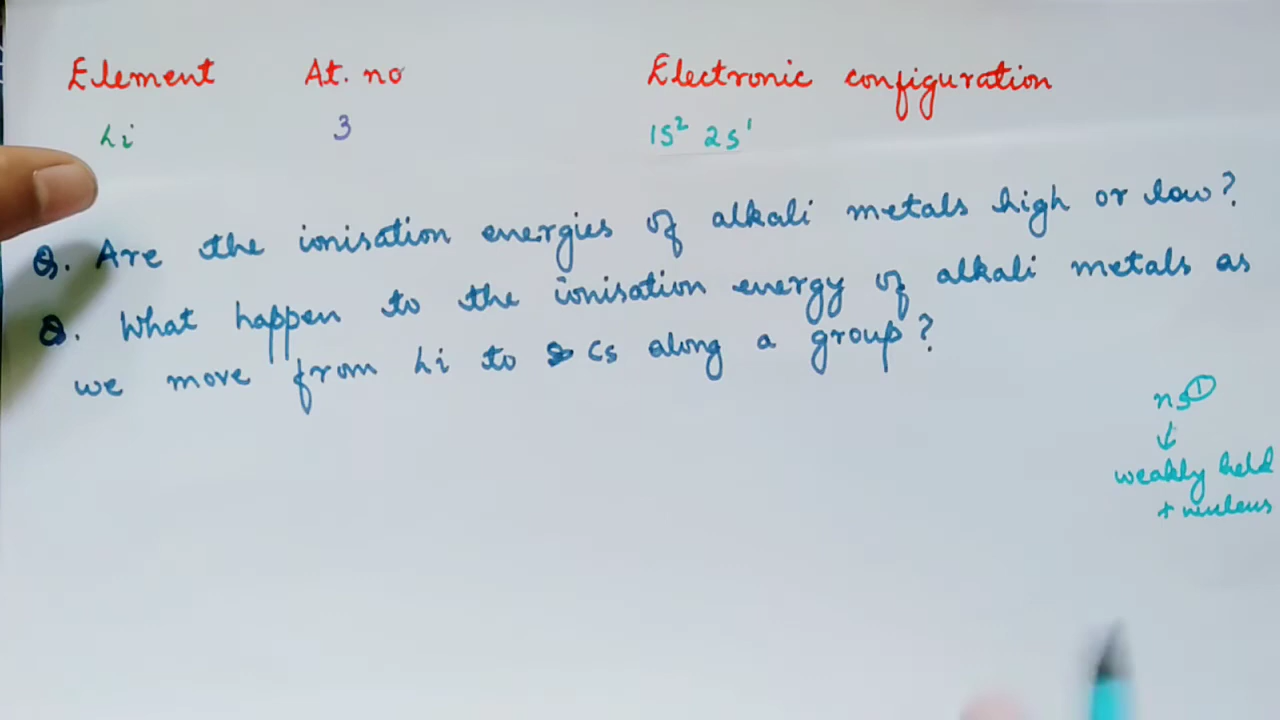 Element At. no Electronic configuration
Li 3 1S² 2S¹
Q. Are the ionisation energies of alkali metals high or low?
Q. What happen to the ionisation energy of alkali metals as
we move from Li to Cs along a group?
ns¹
↓
weakly held
+ nucleus